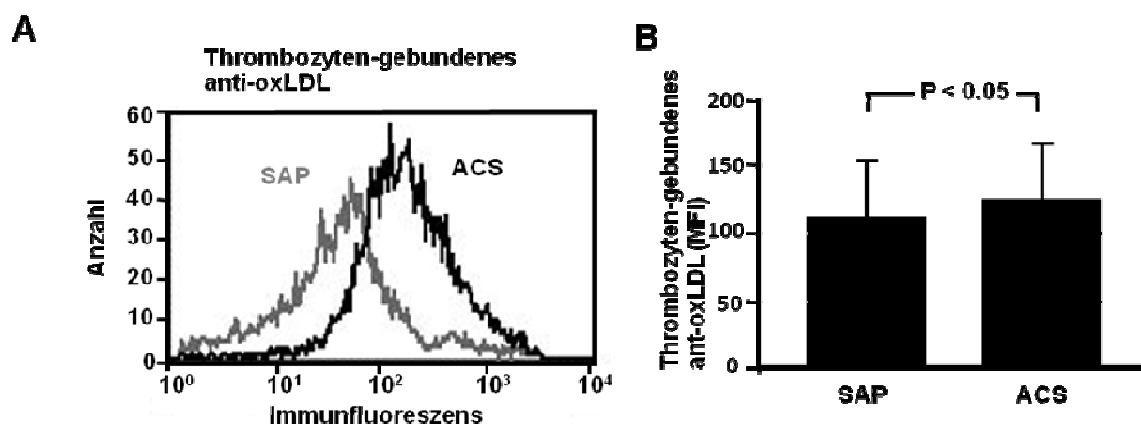 A
Thrombozyten-gebundenes
anti-oxLDL
60
50
40
30
20
10
0
Anzahl
SAP
ACS
10⁰
10¹
10²
10³
10⁴
Immunfluoreszens
B
Thrombozyten-gebundenes
ant-oxLDL (MFI)
200
150
100
50
0
P < 0.05
SAP
ACS